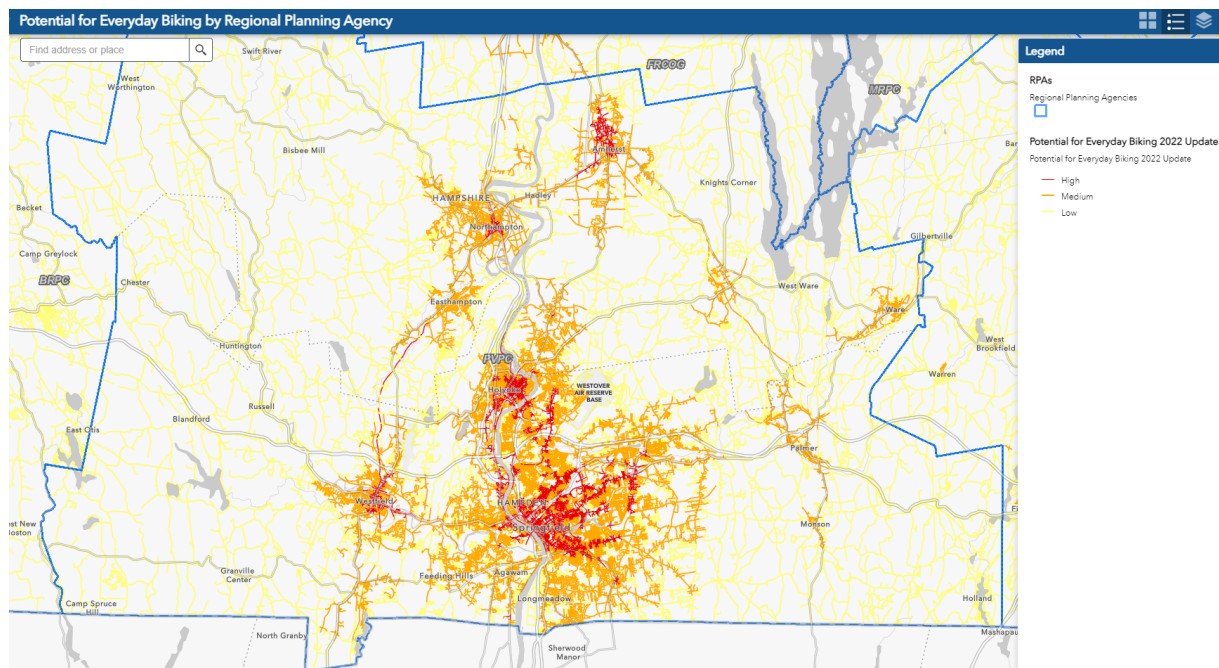 Potential for Everyday Biking by Regional Planning Agency
Find address or place
Legend
RPAs
Regional Planning Agencies
Potential for Everyday Biking 2022 Update
Potential for Everyday Biking 2022 Update
High
Medium
Low
Swift River
FRCOG
West
Worthington
MRPC
Bisbee Mill
Amherst
Knights Corner
HAMPSHIRE
Hadley
Becket
Northampton
Gilbertville
Camp Greylock
BRPC
Chester
West Ware
Easthampton
Ware
Huntington
West
Brookfield
PVPC
Warren
Holyoke
WESTOVER
AIR RESERVE
BASE
Russell
Blandford
East Otis
Palmer
Westfield
HAMPDEN
Springfield
Monson
Boston
Granville
Center
Feeding Hills
Agawam
Longmeadow
Camp Spruce
Hill
Holland
North Granby
Sherwood
Manor